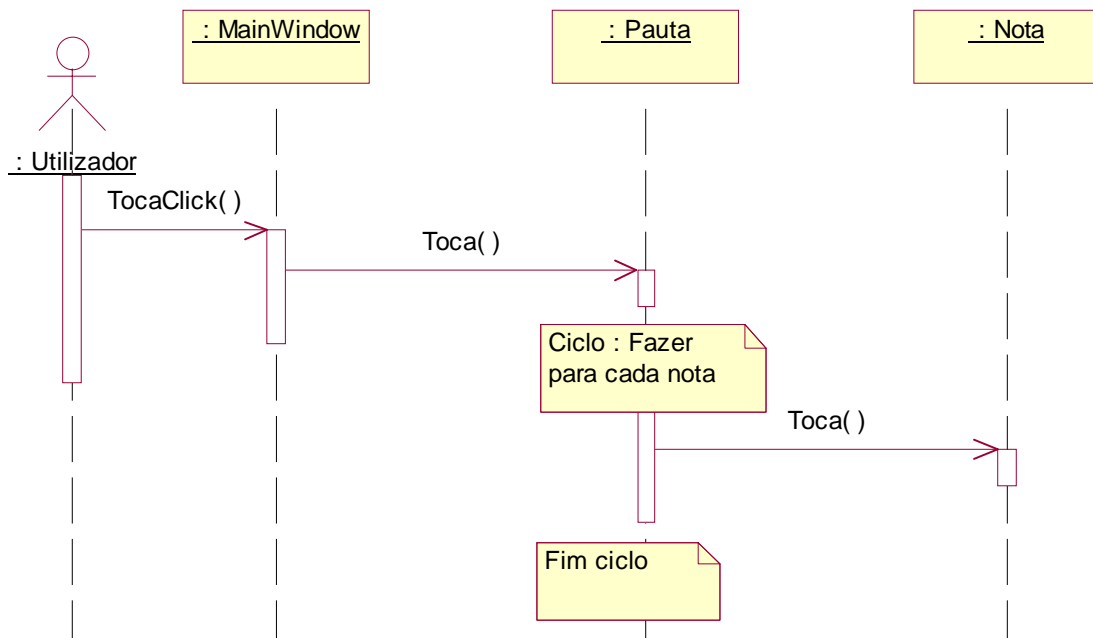 : MainWindow
: Pauta
: Nota
: Utilizador
TocaClick( )
Toca( )
Ciclo : Fazer
para cada nota
Toca( )
Fim ciclo